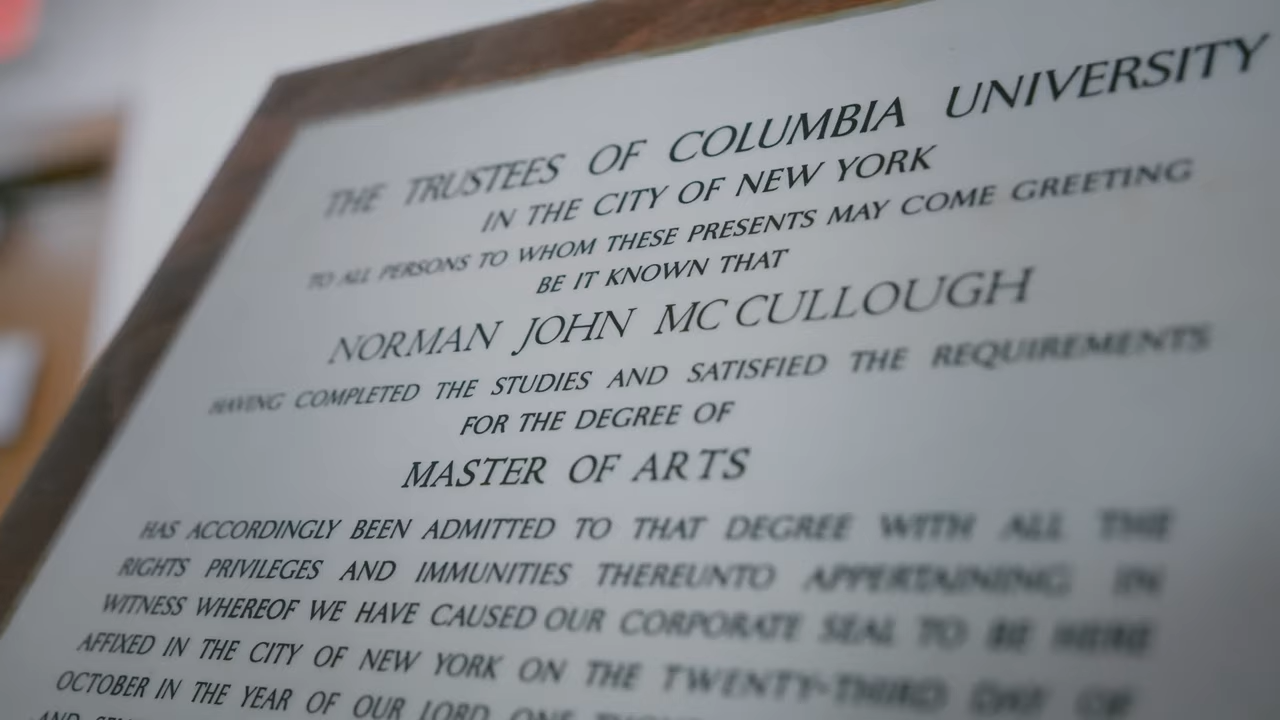 THE TRUSTEES OF COLUMBIA UNIVERSITY
IN THE CITY OF NEW YORK
TO ALL PERSONS TO WHOM THESE PRESENTS MAY COME GREETING
BE IT KNOWN THAT
NORMAN JOHN MC CULLOUGH
HAVING COMPLETED THE STUDIES AND SATISFIED THE REQUIREMENTS
FOR THE DEGREE OF
MASTER OF ARTS
HAS ACCORDINGLY BEEN ADMITTED TO THAT DEGREE WITH ALL THE
RIGHTS PRIVILEGES AND IMMUNITIES THEREUNTO APPERTAINING IN
WITNESS WHEREOF WE HAVE CAUSED OUR CORPORATE SEAL TO BE HERE
AFFIXED IN THE CITY OF NEW YORK ON THE TWENTY-THIRD DAY OF
OCTOBER IN THE YEAR OF OUR LORD ONE
AND